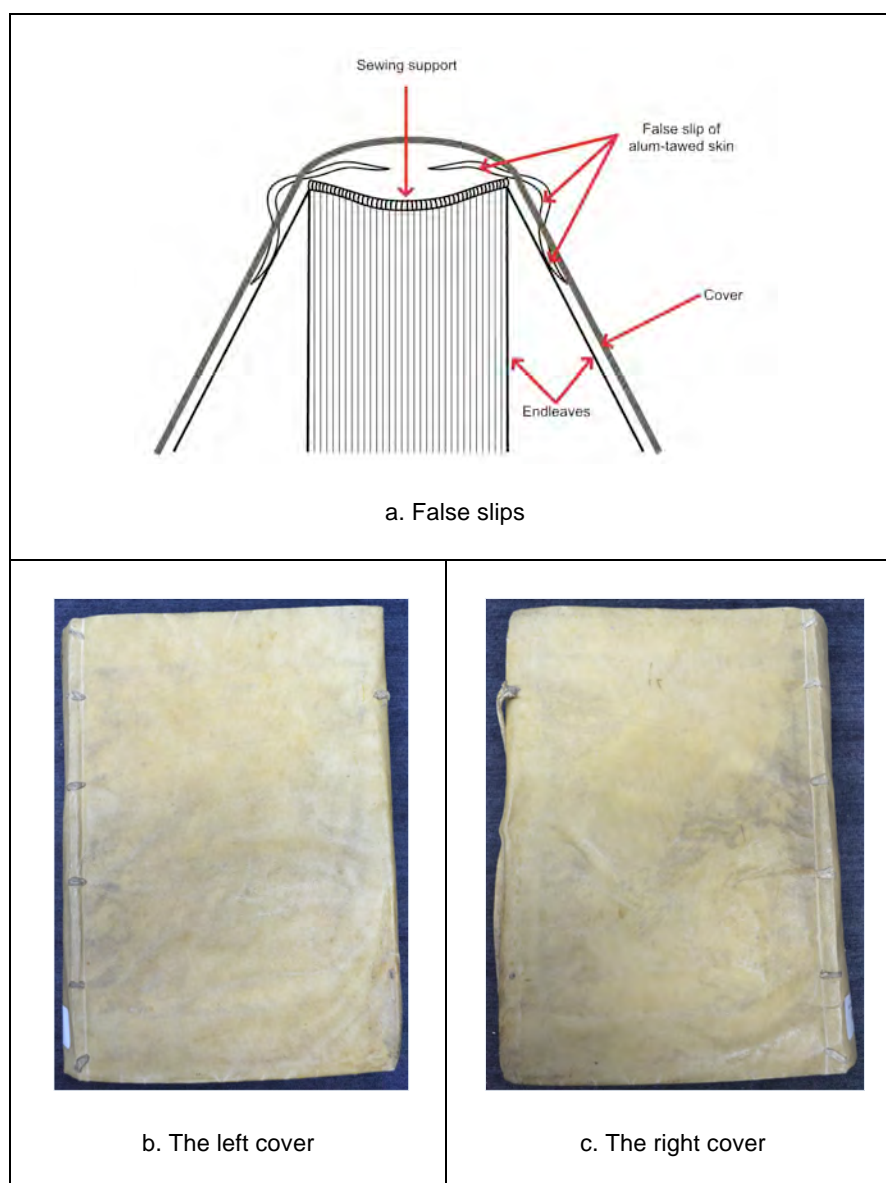 Sewing support
False slip of
alum-tawed skin
Cover
Endleaves
a. False slips
b. The left cover
c. The right cover